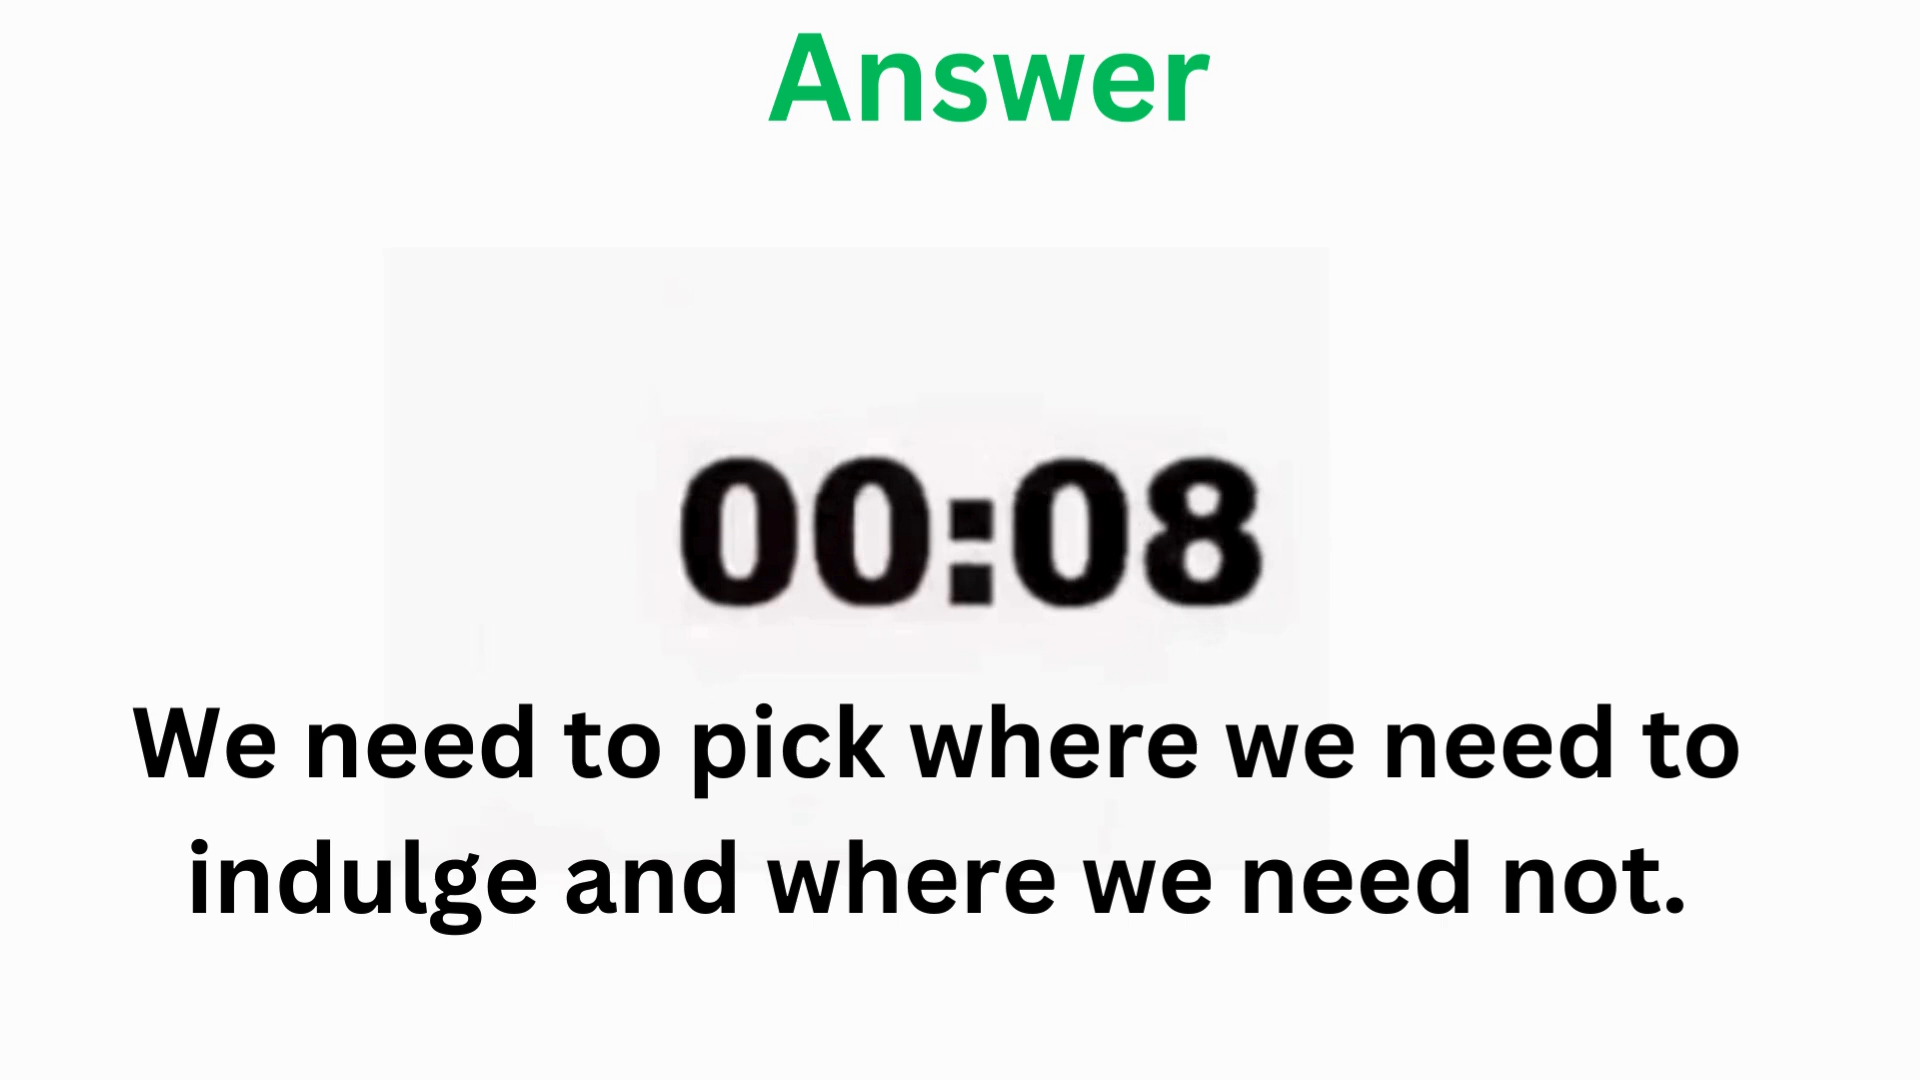 Answer
00:08
We need to pick where we need to
indulge and where we need not.